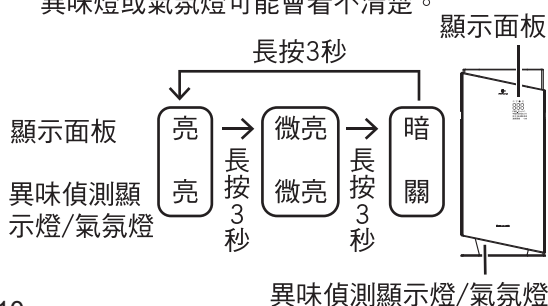 異味燈或氣氛燈可能會看不清楚。
顯示面板
長按3秒
顯示面板
亮
微亮
暗
異味偵測顯
示燈/氣氛燈
亮
長按3秒
微亮
長按3秒
關
異味偵測顯示燈/氣氛燈